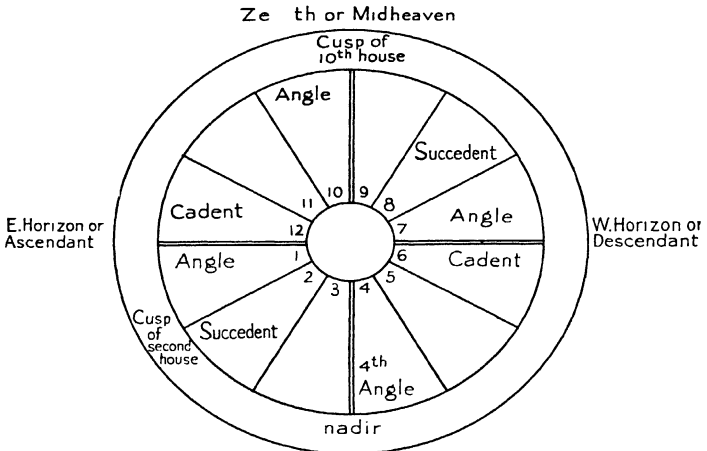 Ze th or Midheaven
Cusp of
10th house
Angle
Succedent
Cadent
Angle
10 9
11 8
12 7
E. Horizon or
Ascendant
W. Horizon or
Descendant
1 6
2 5
3 4
Angle
Cadent
Cusp
of
second
house
Succedent
4th
Angle
nadir